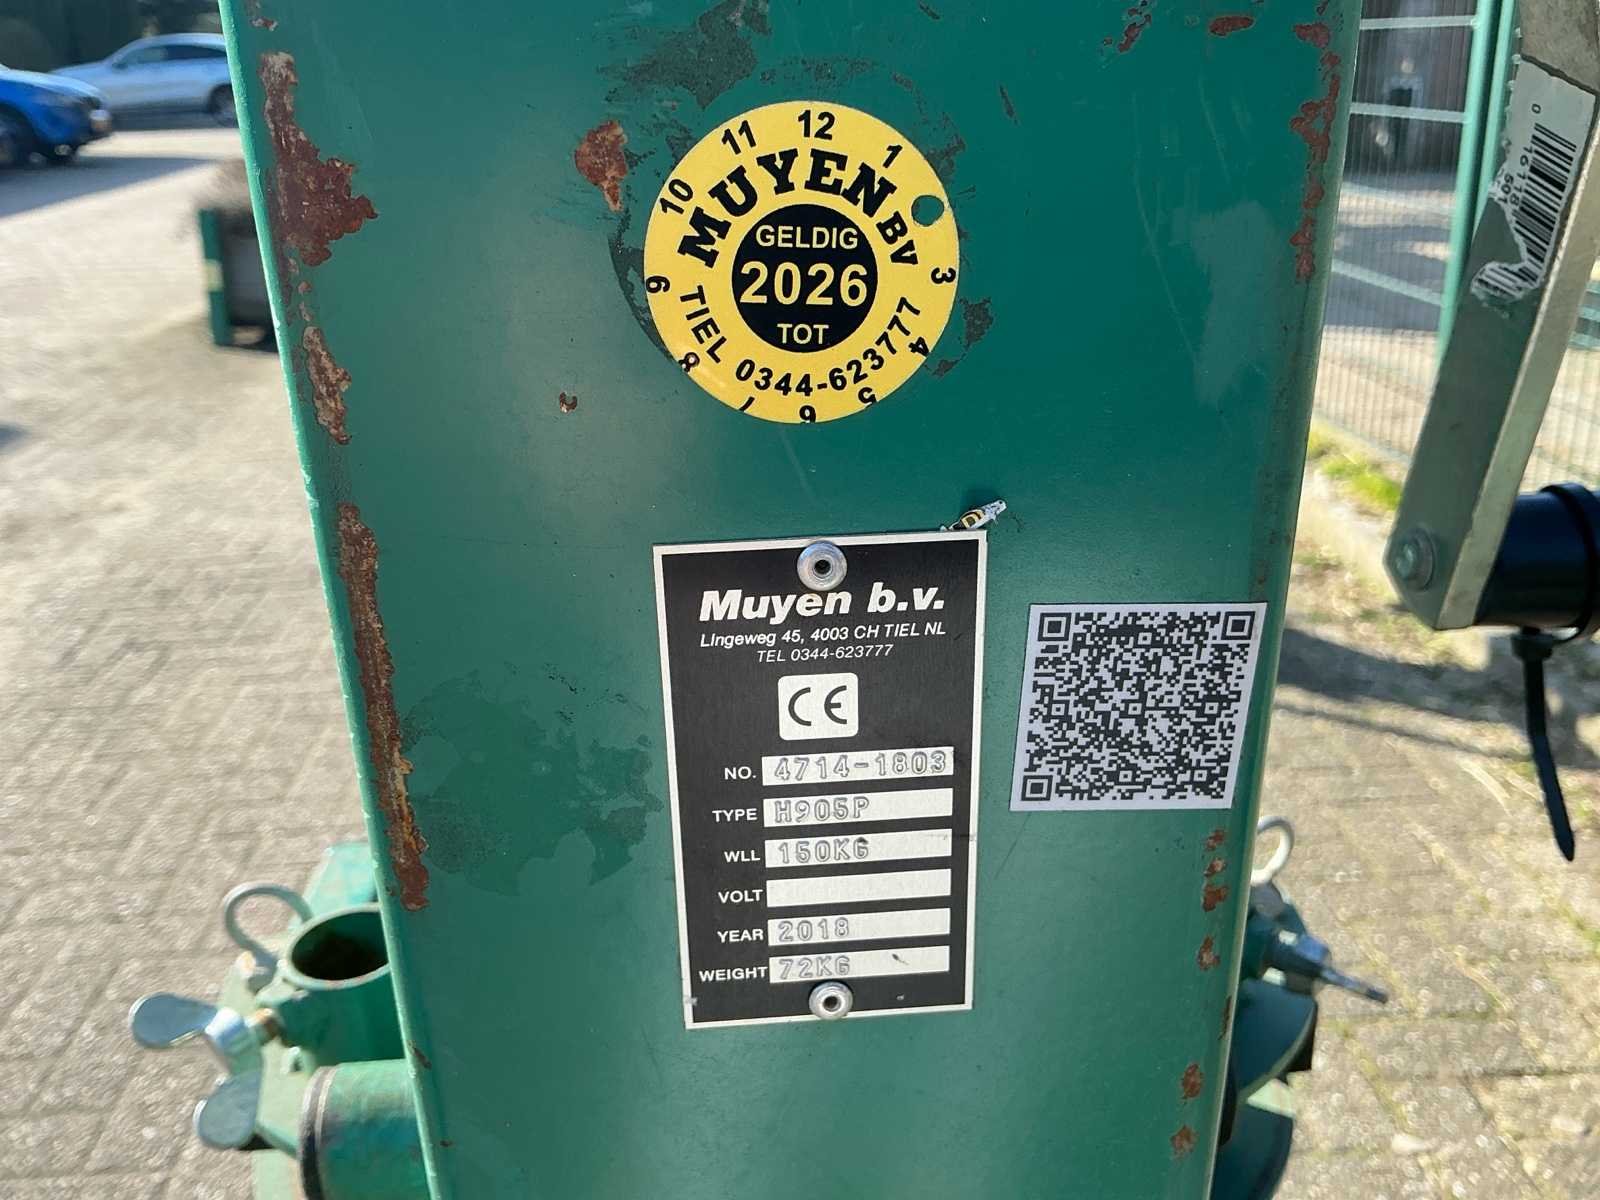 12
11
1
10
MUYEN BV
GELDIG
2026
TOT
3
9
4
8
TIEL 0344-623777
5
7
6
Muyen b.v.
Lingeweg 45, 4003 CH TIEL NL
TEL 0344-623777
CE
NO. 4714-1803
TYPE H905P
WLL 150KG
VOLT
YEAR 2018
WEIGHT 72KG